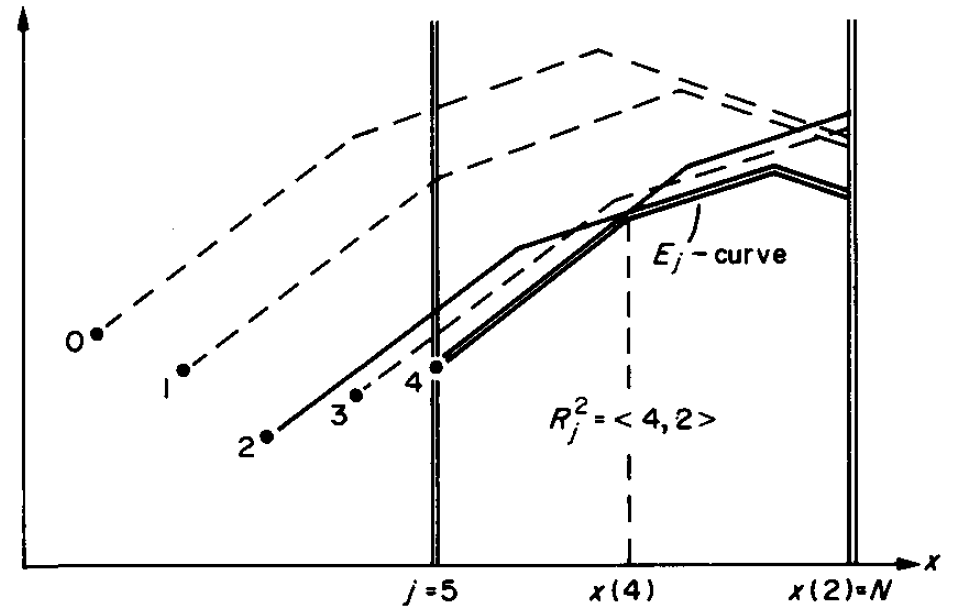 0
1
2
3
4
E_j-curve
R_j^2=<4,2>
x
j=5
x(4)
x(2)=N